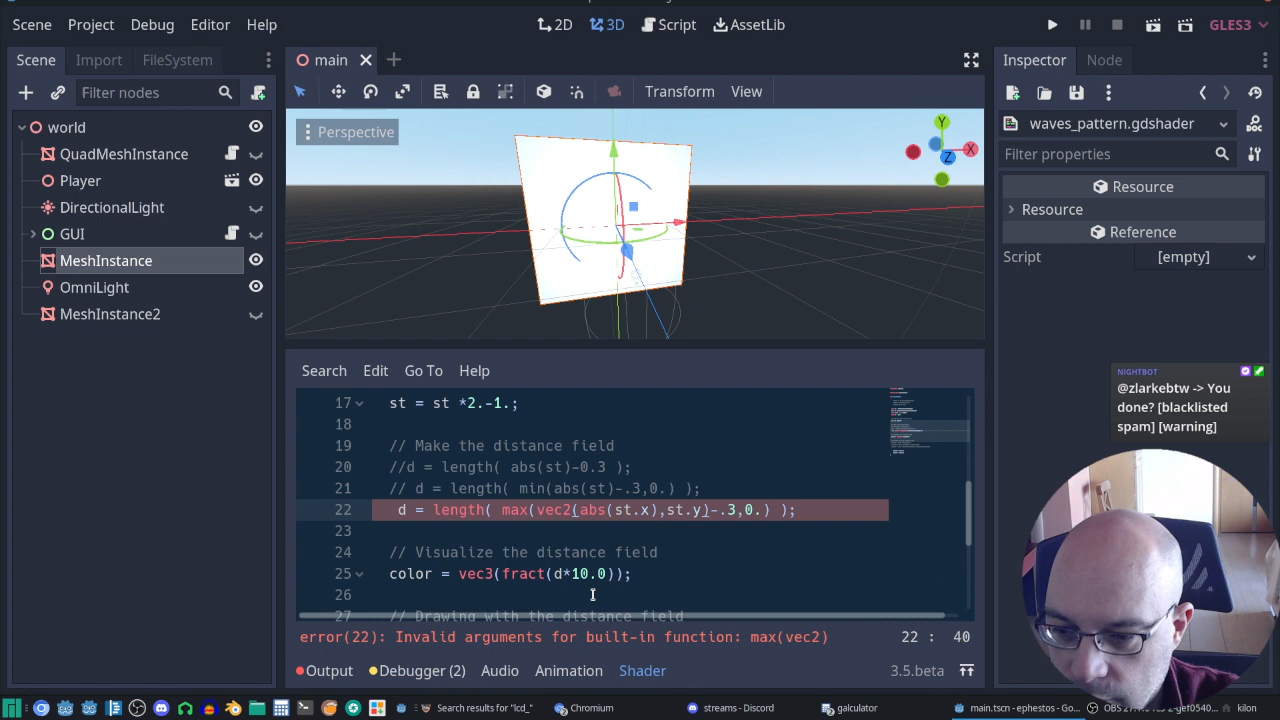 Scene Project Debug Editor Help
2D 3D Script AssetLib
GLES3
Scene Import FileSystem
main
Inspector Node
Filter nodes
Transform View
waves_pattern.gdshader
world
Perspective
Y
X
Z
Filter properties
QuadMeshInstance
Player
Resource
DirectionalLight
Resource
GUI
Reference
MeshInstance
Script [empty]
OmniLight
MeshInstance2
Search Edit Go To Help
NIGHTBOT
@zlarkebtw -> You
done? [blacklisted
spam] [warning]
17 st = st *2.-1.;
18
19 // Make the distance field
20 //d = length( abs(st)-0.3 );
21 // d = length( min(abs(st)-.3,0.) );
22 d = length( max(vec2(abs(st.x),st.y)-.3,0.) );
23
24 // Visualize the distance field
25 color = vec3(fract(d*10.0));
26
27 // Drawing with the distance field
error(22): Invalid arguments for built-in function: max(vec2) 22 : 40
Output Debugger (2) Audio Animation Shader 3.5.beta
Search results for "lcd_" Chromium streams — Discord galculator main.tscn - ephestos - Go... OBS kilon